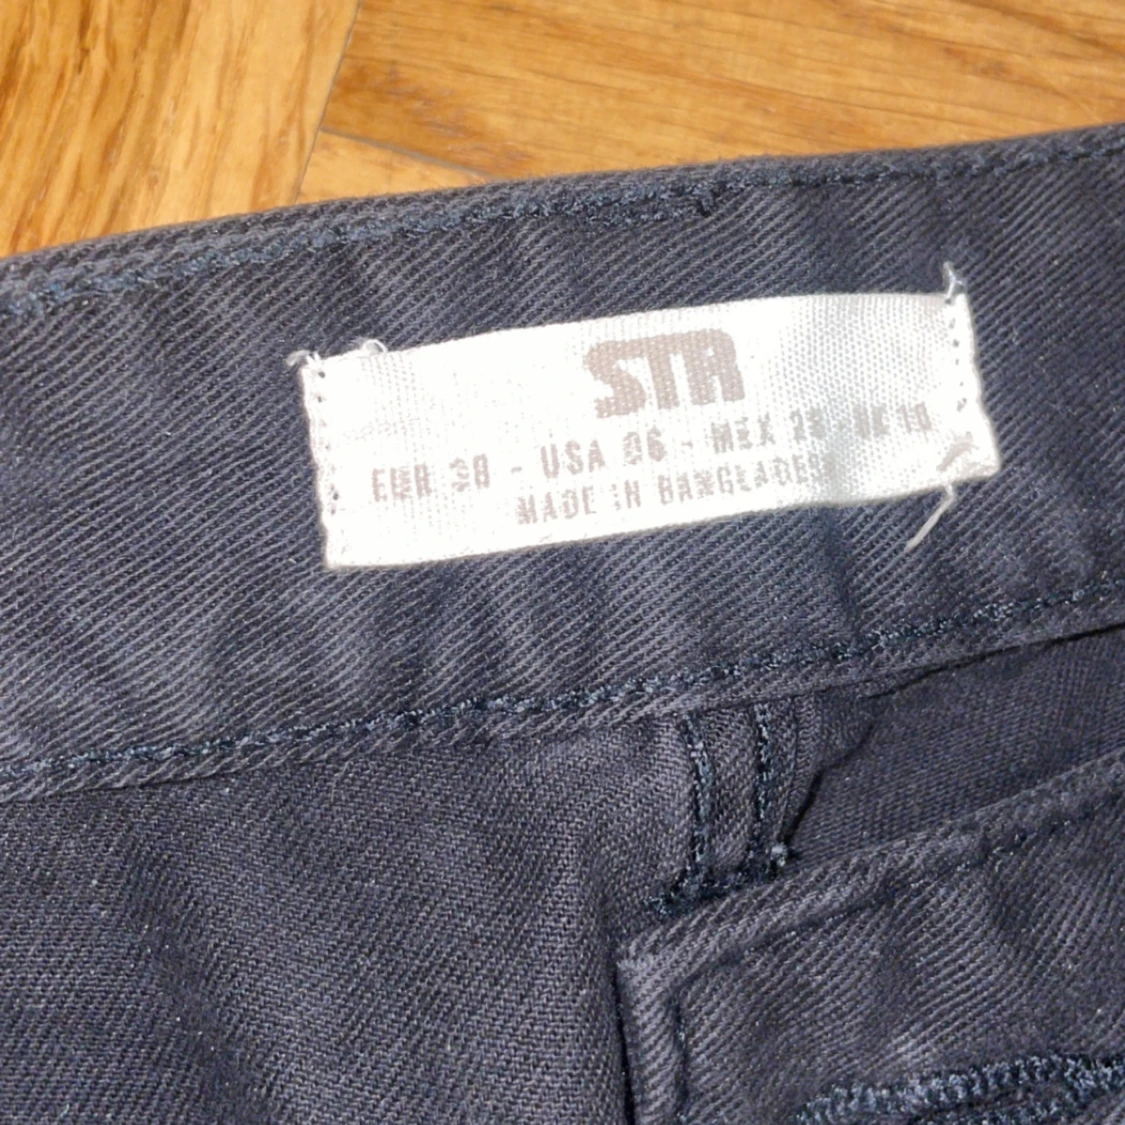 STR
EUR 38 - USA 06 - MEX 28 - UK 10
MADE IN BANGLADESH